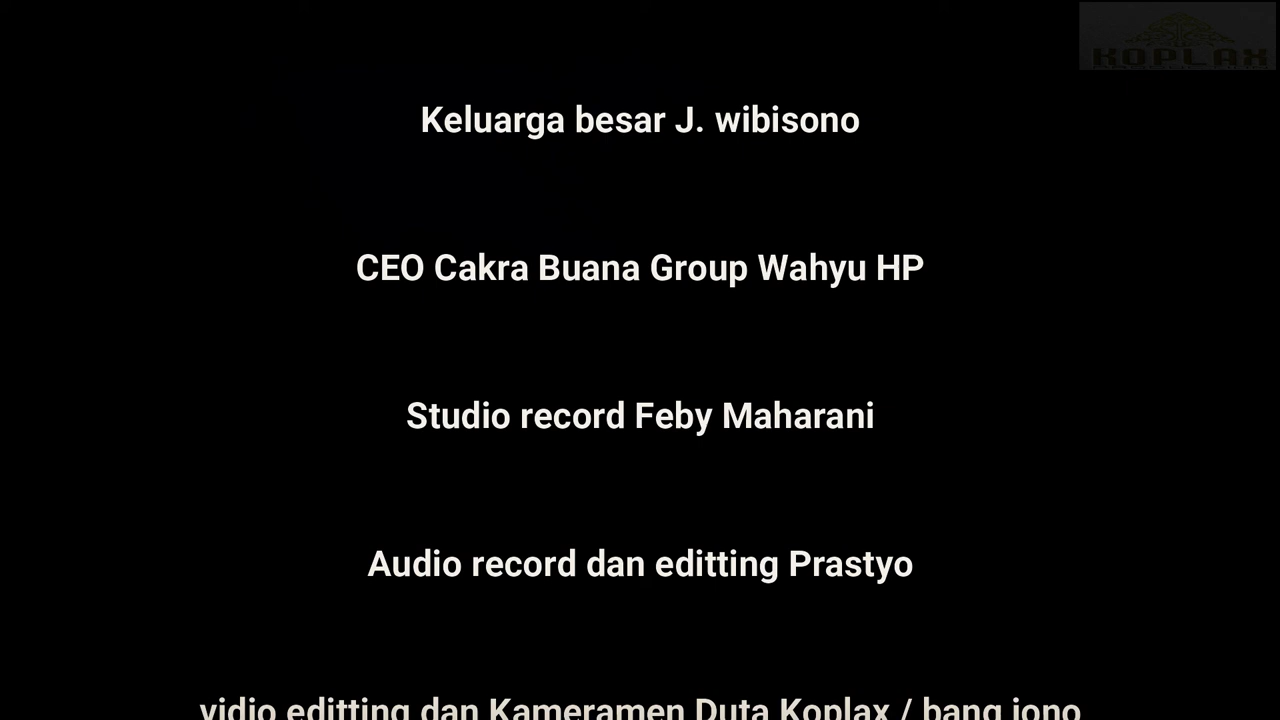 KOPLAX
Keluarga besar J. wibisono
CEO Cakra Buana Group Wahyu HP
Studio record Feby Maharani
Audio record dan editting Prastyo
vidio editting dan Kameramen Duta Koplax / bang jono